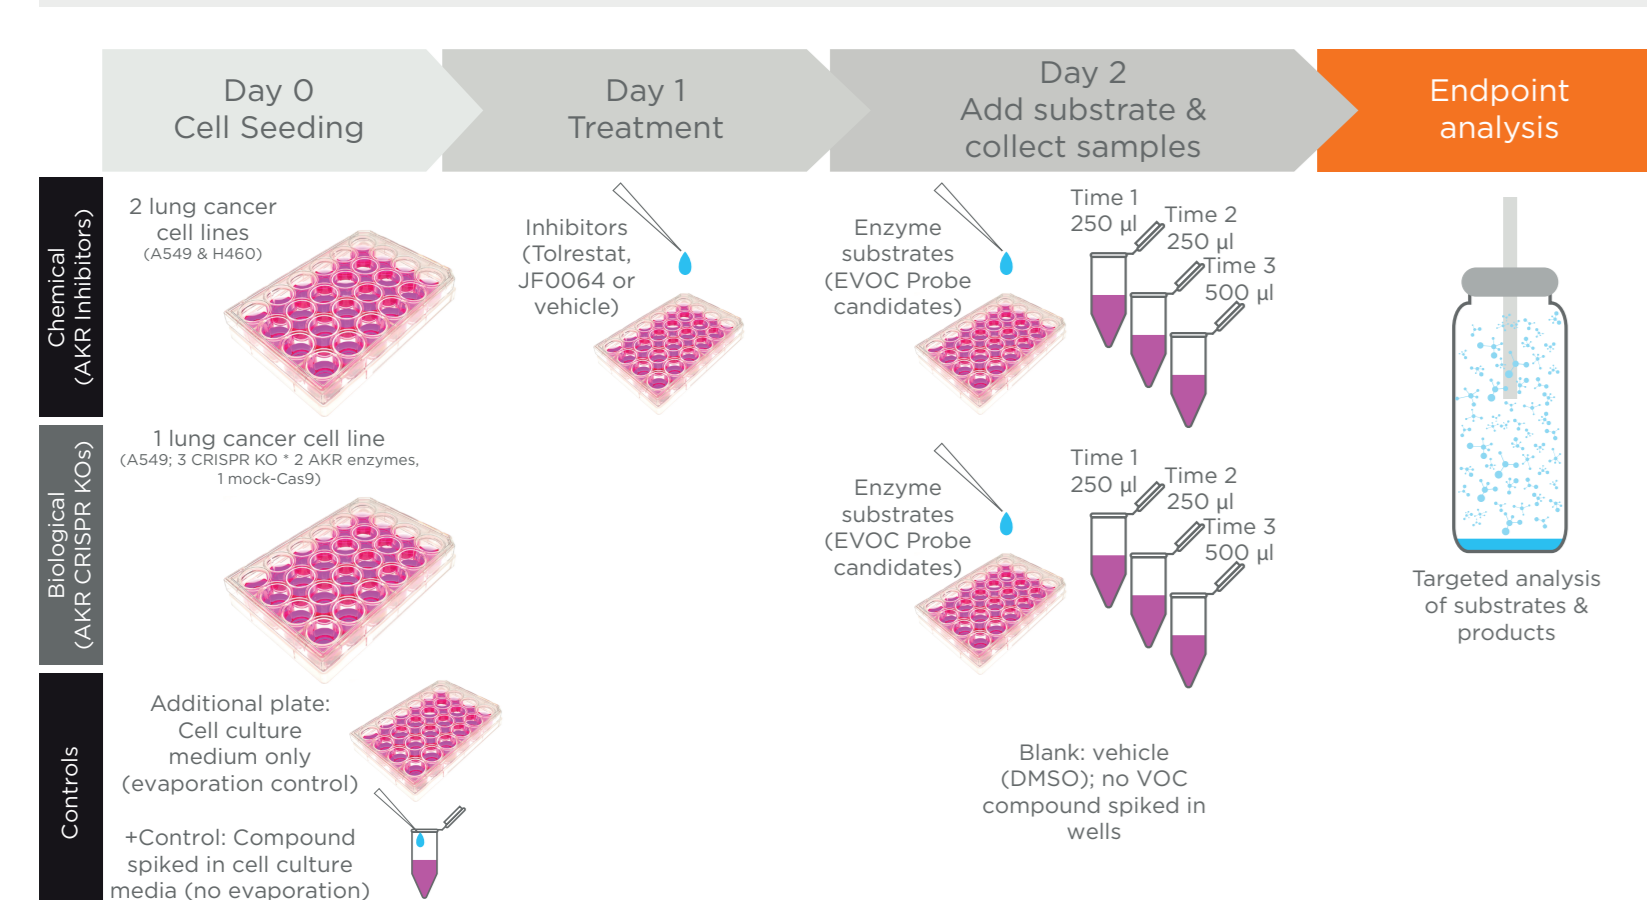 Day 0
Cell Seeding
Day 1
Treatment
Day 2
Add substrate &
collect samples
Endpoint
analysis
Chemical
(AKR Inhibitors)
2 lung cancer
cell lines
(A549 & H460)
Inhibitors
(Tolrestat,
JF0064 or
vehicle)
Enzyme
substrates
(EVOC Probe
candidates)
Time 1
250 µl
Time 2
250 µl
Time 3
500 µl
Targeted analysis
of substrates &
products
Biological
(AKR CRISPR KOs)
1 lung cancer cell line
(A549; 3 CRISPR KO * 2 AKR enzymes,
1 mock-Cas9)
Enzyme
substrates
(EVOC Probe
candidates)
Time 1
250 µl
Time 2
250 µl
Time 3
500 µl
Controls
Additional plate:
Cell culture
medium only
(evaporation control)
+Control: Compound
spiked in cell culture
media (no evaporation)
Blank: vehicle
(DMSO); no VOC
compound spiked in
wells